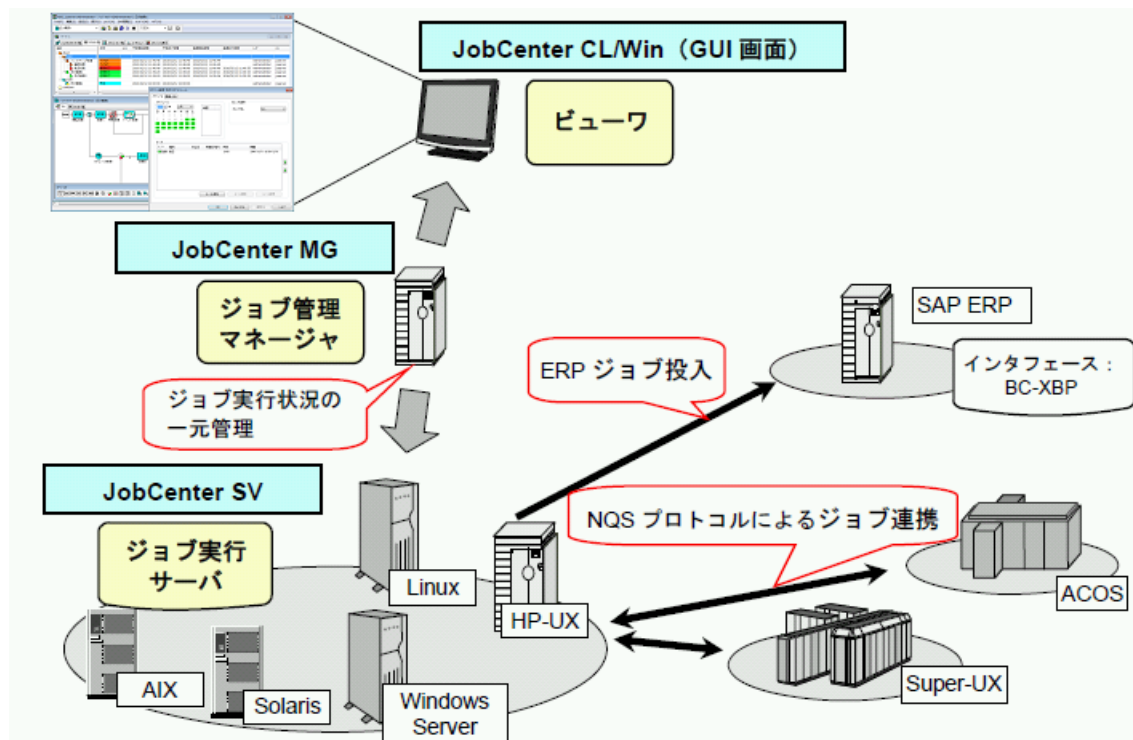 JobCenter CL/Win（GUI 画面）
ビューワ
JobCenter MG
ジョブ管理
マネージャ
ジョブ実行状況の
一元管理
SAP ERP
インタフェース：
BC-XBP
ERP ジョブ投入
JobCenter SV
ジョブ実行
サーバ
NQS プロトコルによるジョブ連携
Linux
HP-UX
ACOS
AIX
Solaris
Windows
Server
Super-UX